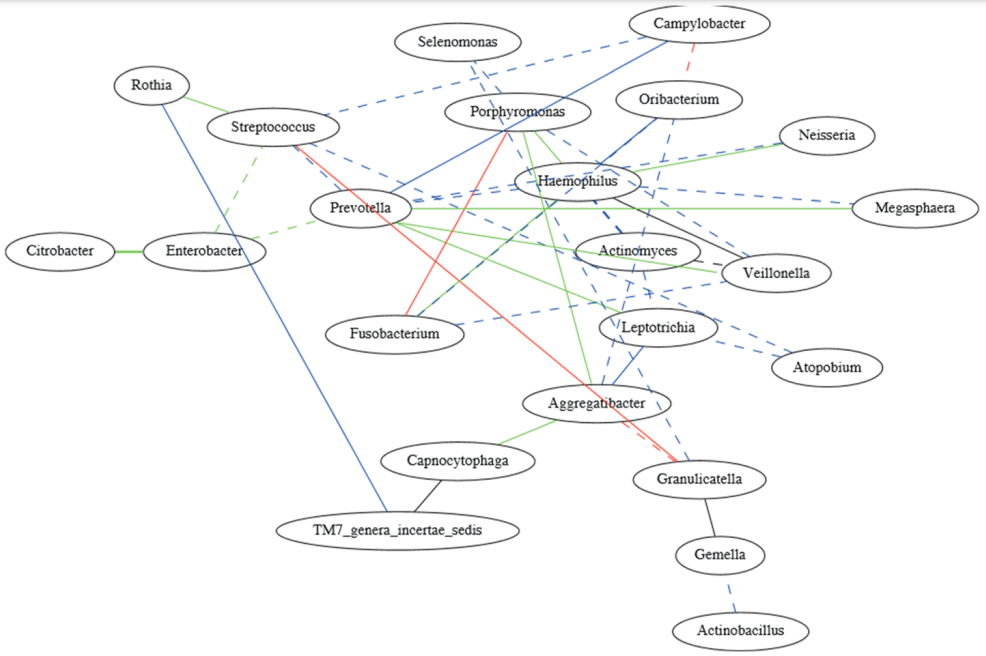 Campylobacter
Selenomonas
Rothia
Oribacterium
Porphyromonas
Streptococcus
Neisseria
Haemophilus
Prevotella
Megasphaera
Citrobacter
Enterobacter
Actinomyces
Veillonella
Fusobacterium
Leptotrichia
Atopobium
Aggregatibacter
Capnocytophaga
Granulicatella
TM7_genera_incertae_sedis
Gemella
Actinobacillus